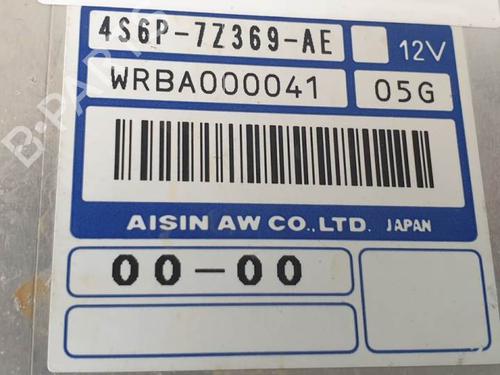 4S6P-7Z369-AE 12V
WRBA000041 05G
AISIN AW CO.,LTD. JAPAN
00-00
B-PARTS